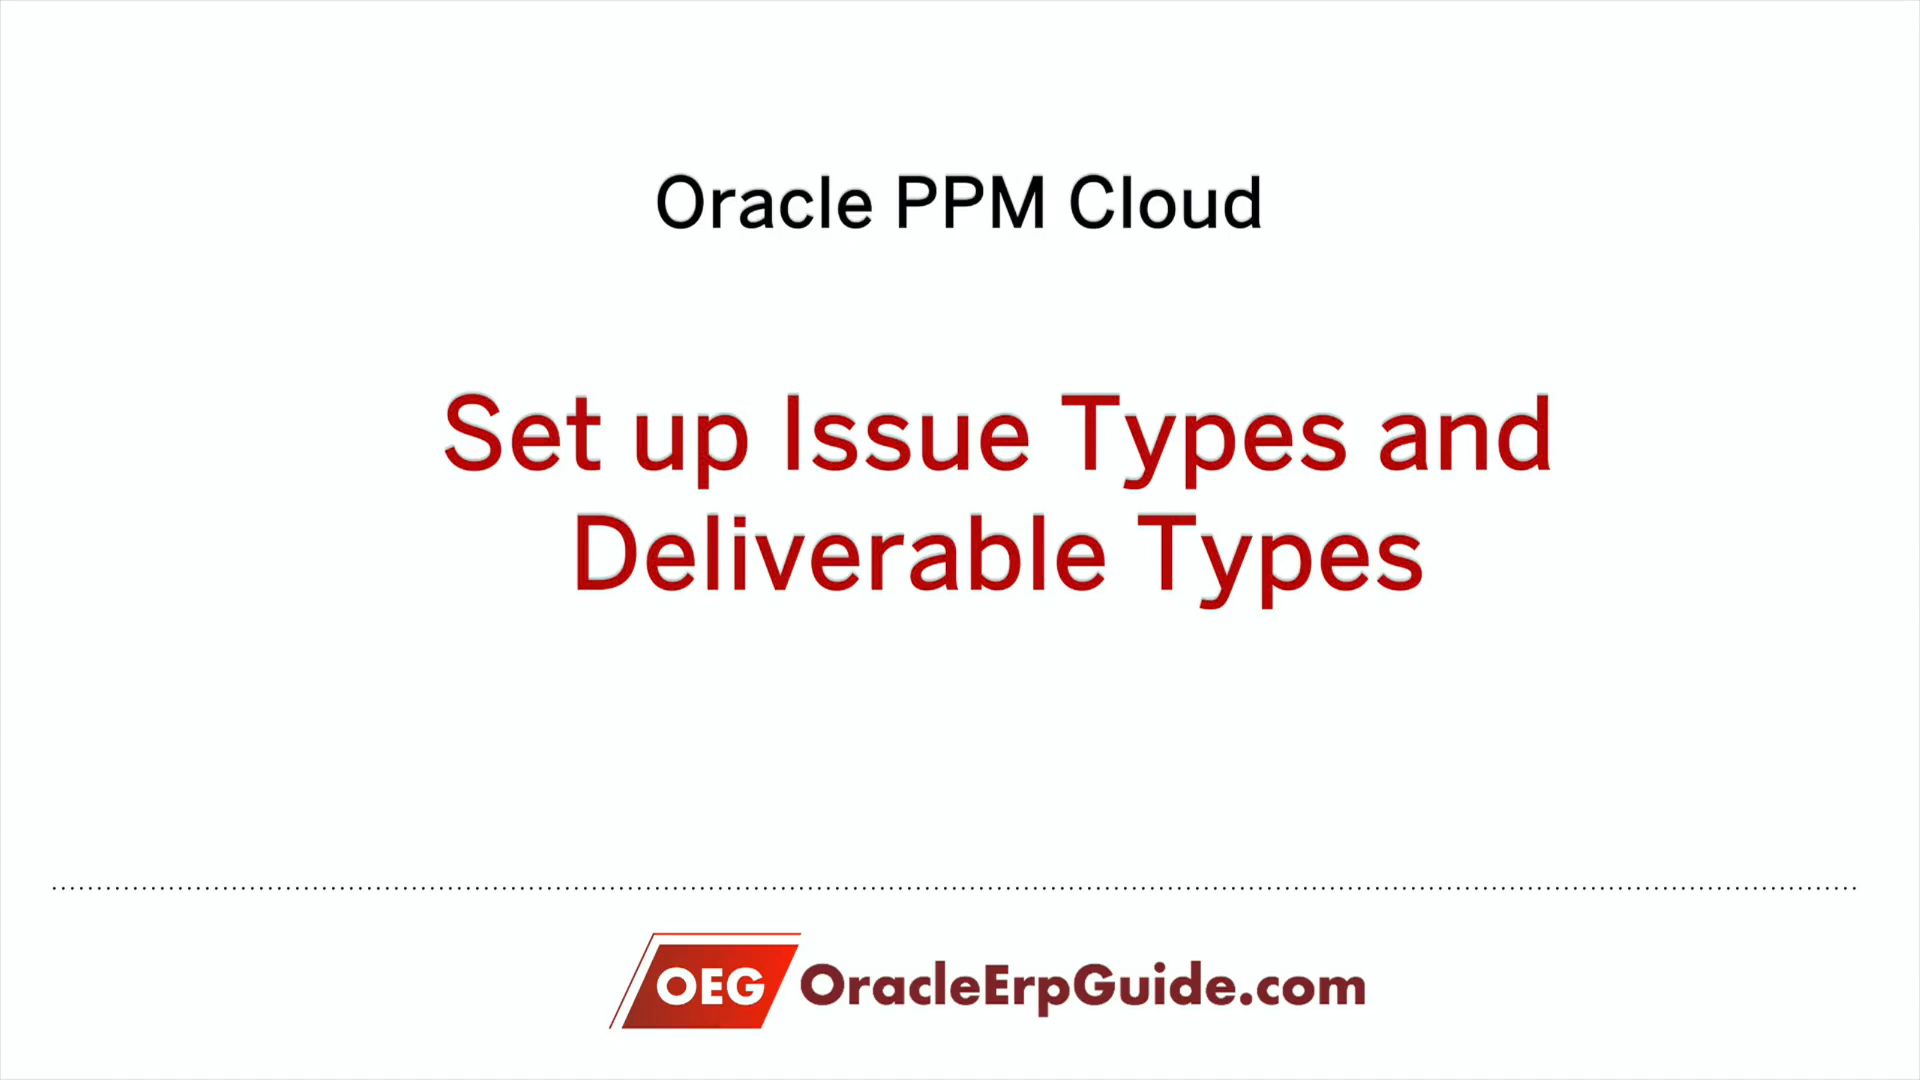 Oracle PPM Cloud
Set up Issue Types and
Deliverable Types
OEG OracleErpGuide.com